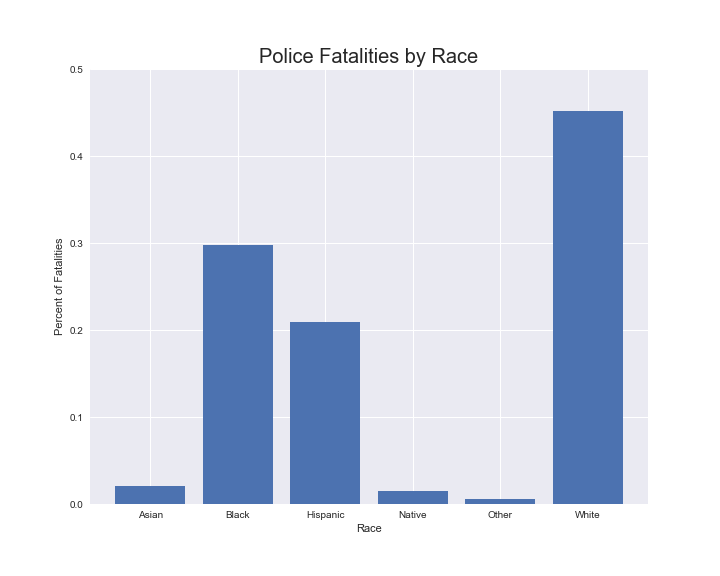 Police Fatalities by Race
Percent of Fatalities
0.5
0.4
0.3
0.2
0.1
0.0
Asian Black Hispanic Native Other White
Race